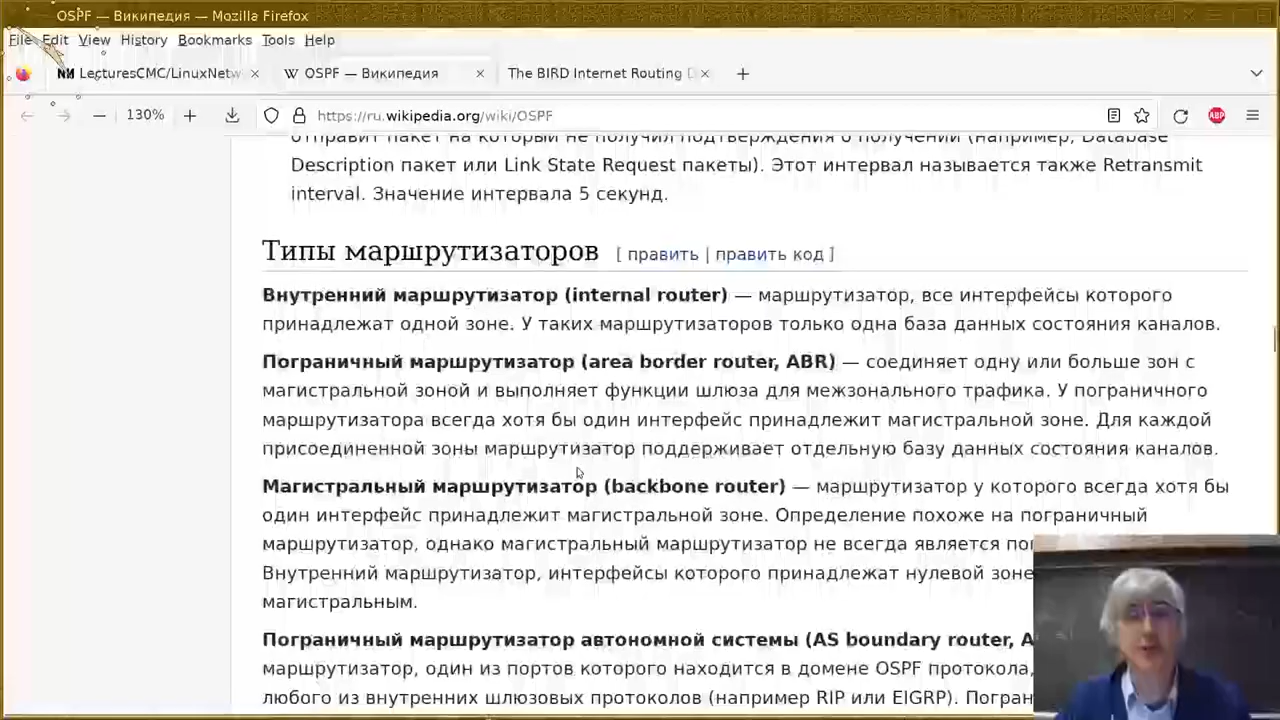 OSPF — Википедия — Mozilla Firefox
File Edit View History Bookmarks Tools Help
LecturesCMC/LinuxNetw
OSPF — Википедия
The BIRD Internet Routing D
130%
https://ru.wikipedia.org/wiki/OSPF
ABP
отправит пакет на который не получил подтверждения о получении (например, Database
Description пакет или Link State Request пакеты). Этот интервал называется также Retransmit
interval. Значение интервала 5 секунд.
Типы маршрутизаторов [ править | править код ]
Внутренний маршрутизатор (internal router) — маршрутизатор, все интерфейсы которого
принадлежат одной зоне. У таких маршрутизаторов только одна база данных состояния каналов.
Пограничный маршрутизатор (area border router, ABR) — соединяет одну или больше зон с
магистральной зоной и выполняет функции шлюза для межзонального трафика. У пограничного
маршрутизатора всегда хотя бы один интерфейс принадлежит магистральной зоне. Для каждой
присоединенной зоны маршрутизатор поддерживает отдельную базу данных состояния каналов.
Магистральный маршрутизатор (backbone router) — маршрутизатор у которого всегда хотя бы
один интерфейс принадлежит магистральной зоне. Определение похоже на пограничный
маршрутизатор, однако магистральный маршрутизатор не всегда является
Внутренний маршрутизатор, интерфейсы которого принадлежат нулевой зоне
магистральным.
Пограничный маршрутизатор автономной системы (AS boundary router,
маршрутизатор, один из портов которого находится в домене OSPF протокола,
любого из внутренних шлюзовых протоколов (например RIP или EIGRP).